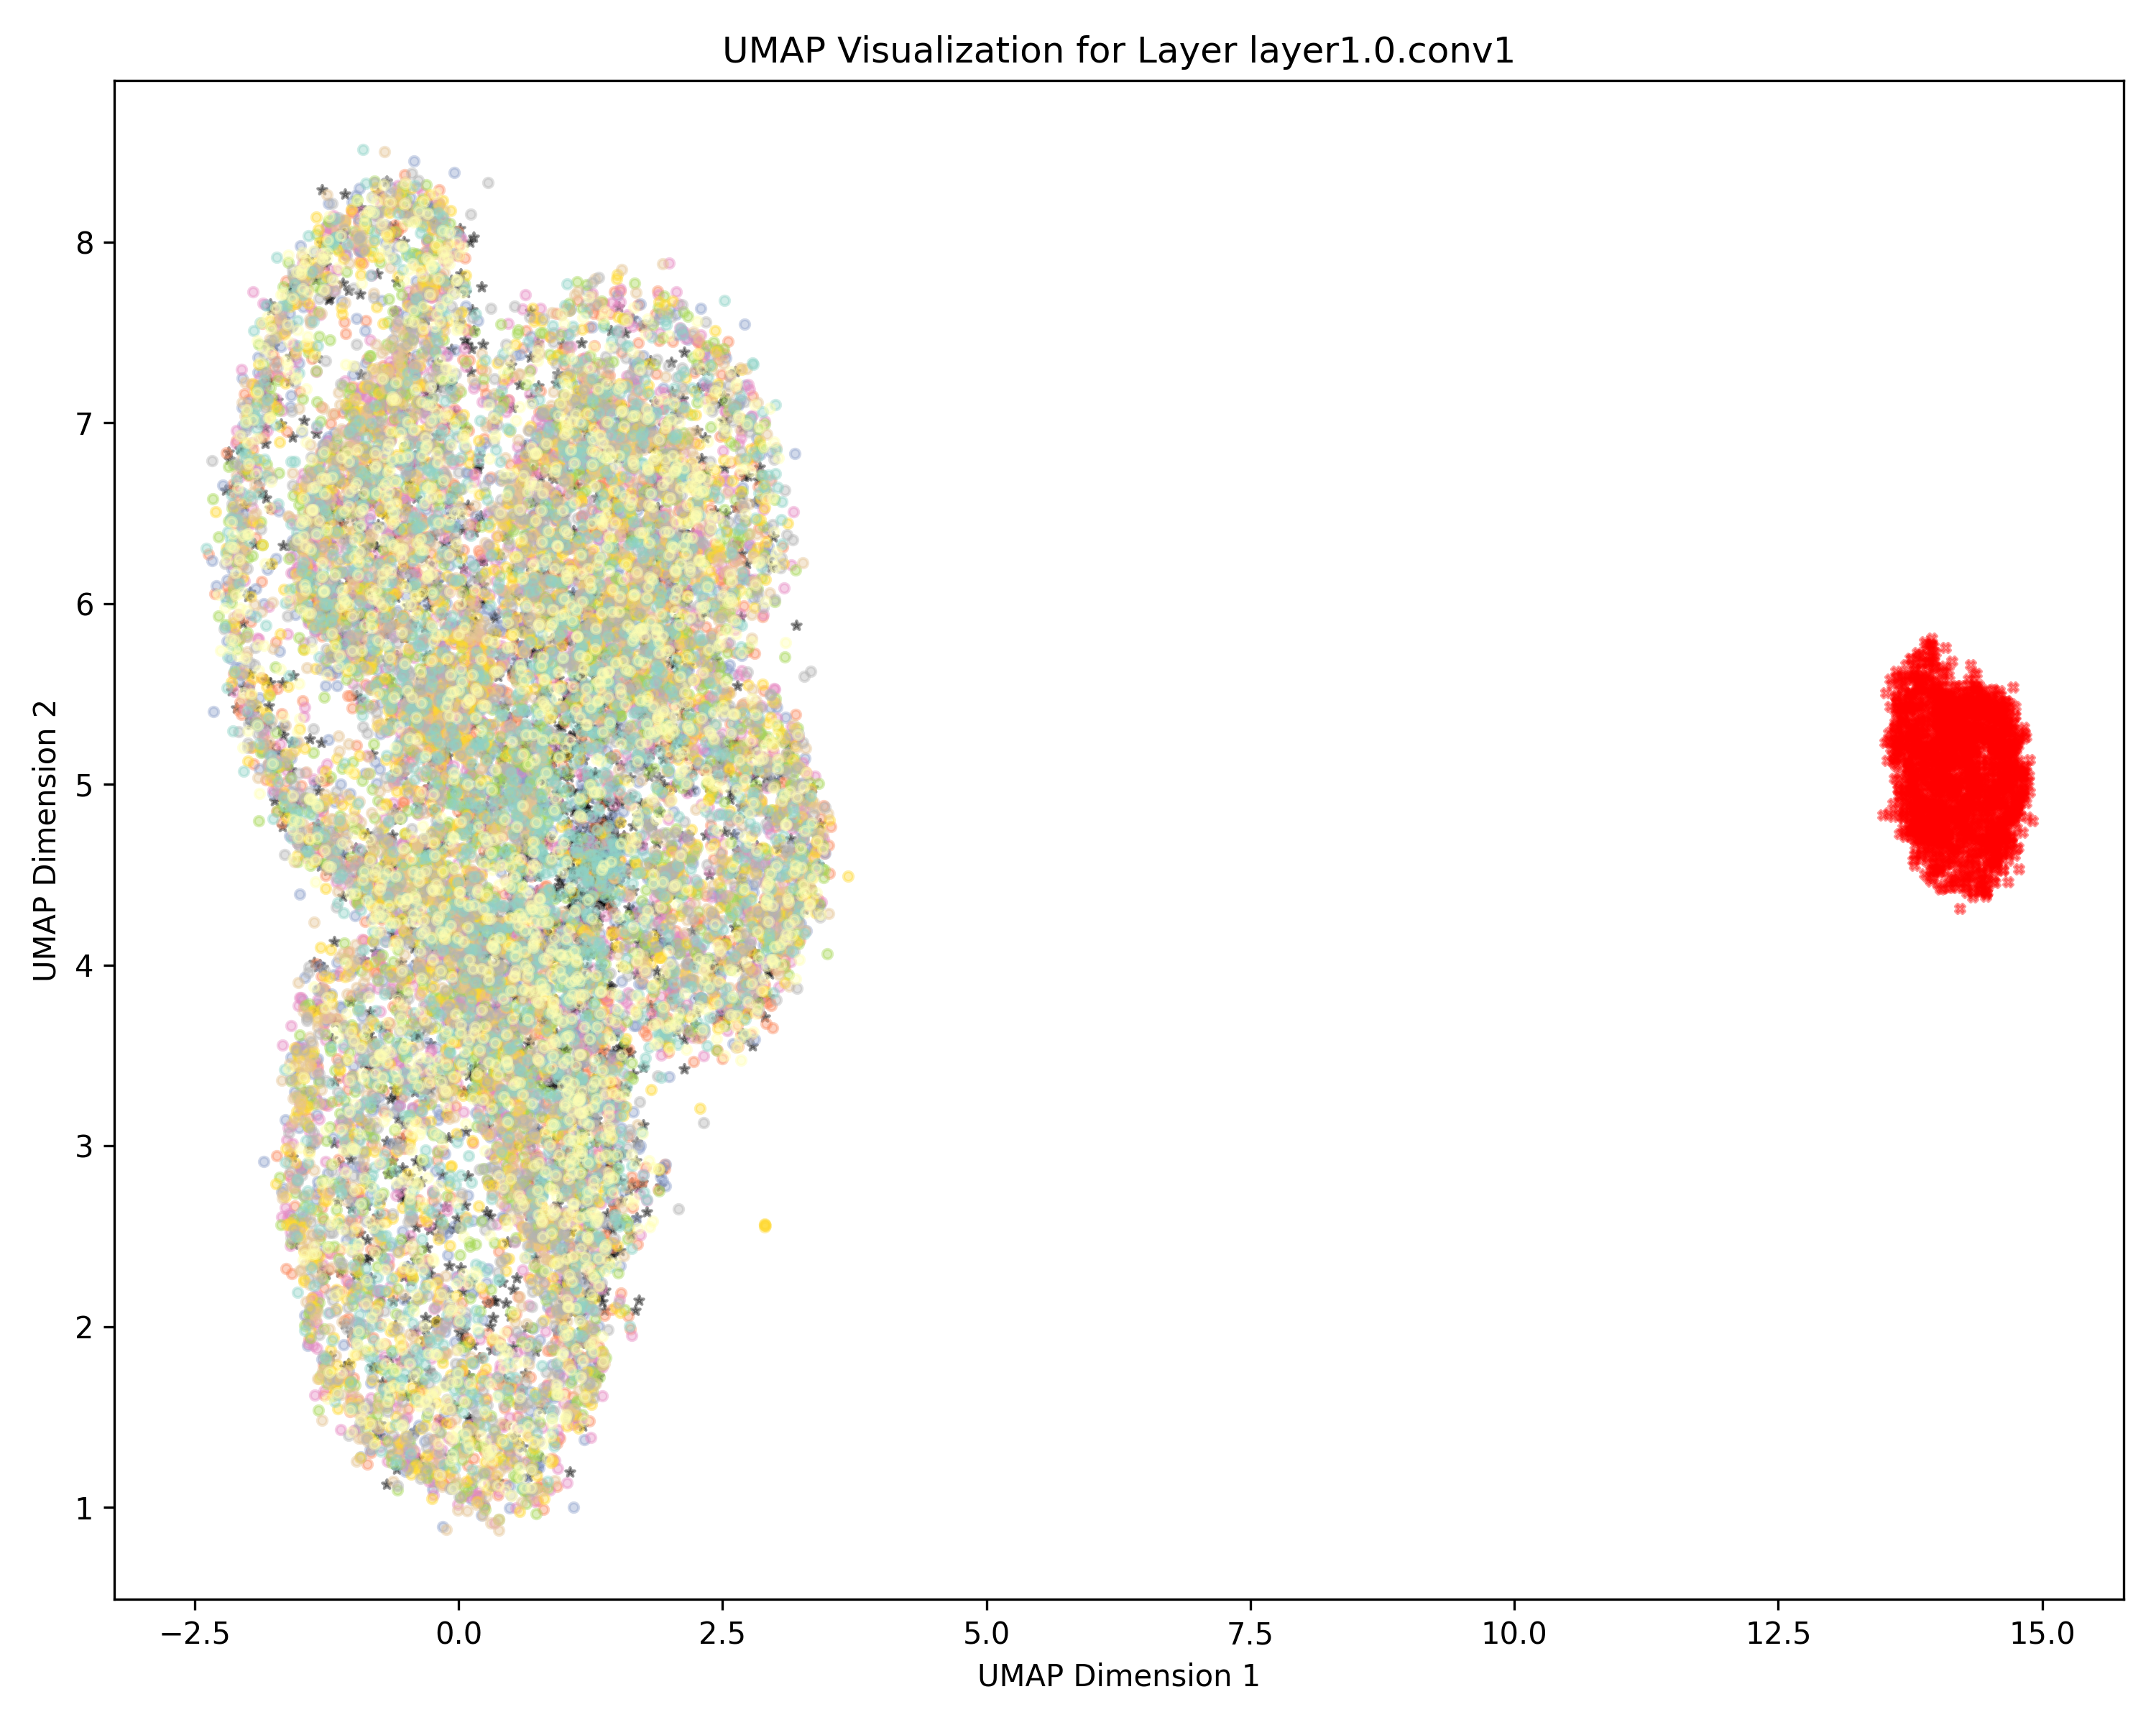 UMAP Visualization for Layer layer1.0.conv1
8
7
6
5
4
3
2
1
UMAP Dimension 2
−2.5 0.0 2.5 5.0 7.5 10.0 12.5 15.0
UMAP Dimension 1